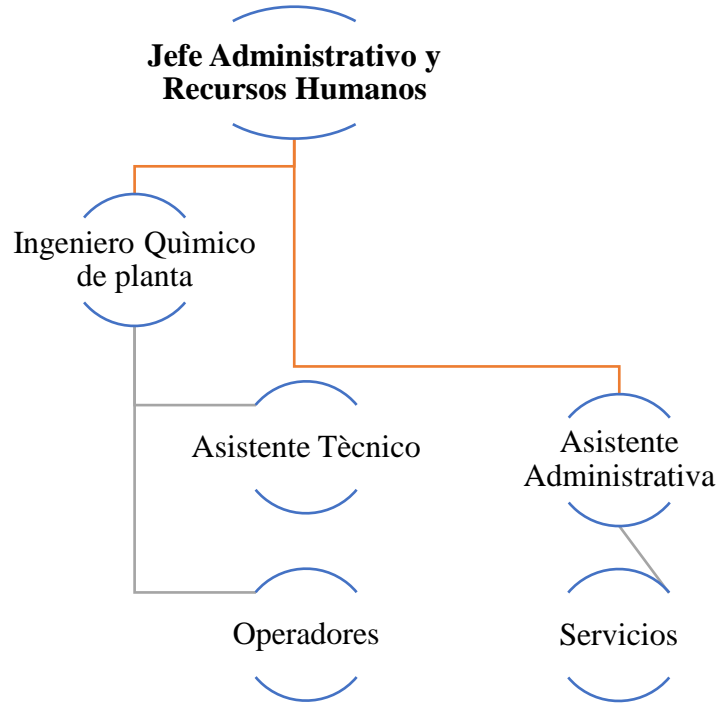 Jefe Administrativo y
Recursos Humanos
Ingeniero Quìmico
de planta
Asistente Tècnico
Asistente
Administrativa
Operadores
Servicios